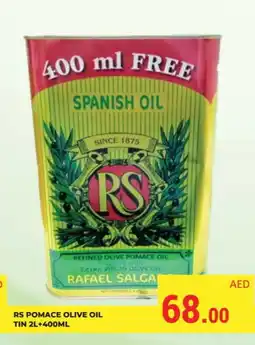 400 ml FREE
SPANISH OIL
SINCE 1875
RS
REFINED OLIVE POMACE OIL
RAFAEL SALGA
AED
68.00
RS POMACE OLIVE OIL
TIN 2L+400ML